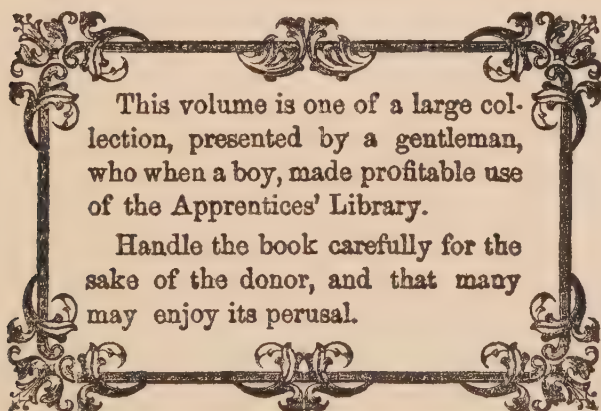 This volume is one of a large col-
lection, presented by a gentleman,
who when a boy, made profitable use
of the Apprentices' Library.
Handle the book carefully for the
sake of the donor, and that many
may enjoy its perusal.